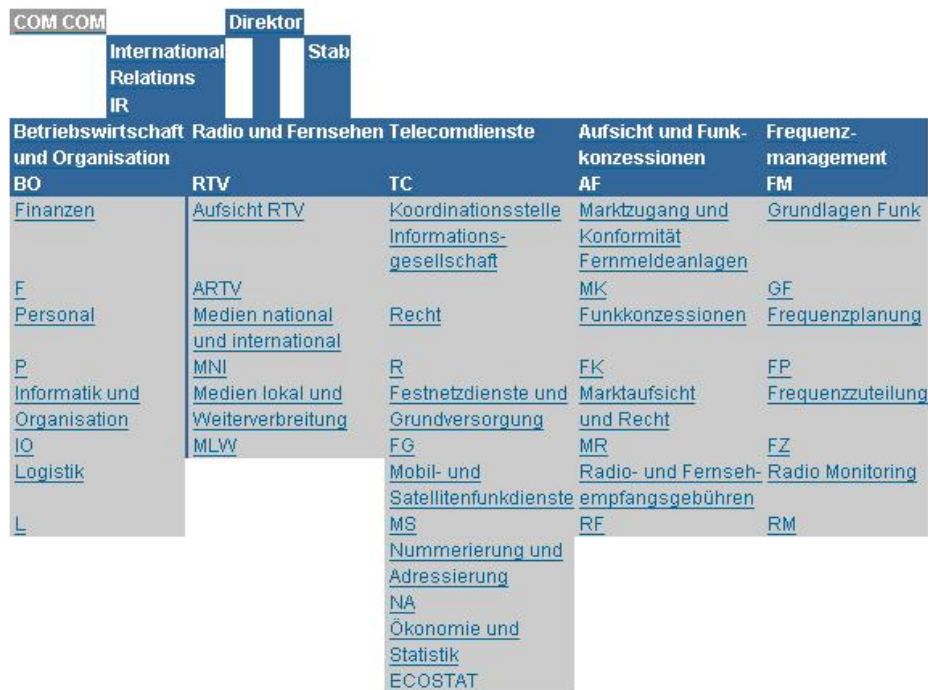 COM COM
Direktor
International
Relations
IR
Stab
Betriebswirtschaft
und Organisation
BO
Radio und Fernsehen
RTV
Telecomdienste
TC
Aufsicht und Funk-
konzessionen
AF
Frequenz-
management
FM
Finanzen
F
Personal
P
Informatik und
Organisation
IO
Logistik
L
Aufsicht RTV
ARTV
Medien national
und international
MNI
Medien lokal und
Weiterverbreitung
MLW
Koordinationsstelle
Informations-
gesellschaft
Recht
R
Festnetzdienste und
Grundversorgung
FG
Mobil- und
Satellitenfunkdienste
MS
Nummerierung und
Adressierung
NA
Ökonomie und
Statistik
ECOSTAT
Marktzugang und
Konformität
Fernmeldeanlagen
MK
Funkkonzessionen
FK
Marktaufsicht
und Recht
MR
Radio- und Fernseh-
empfangsgebühren
RF
Grundlagen Funk
GF
Frequenzplanung
FP
Frequenzzuteilung
FZ
Radio Monitoring
RM